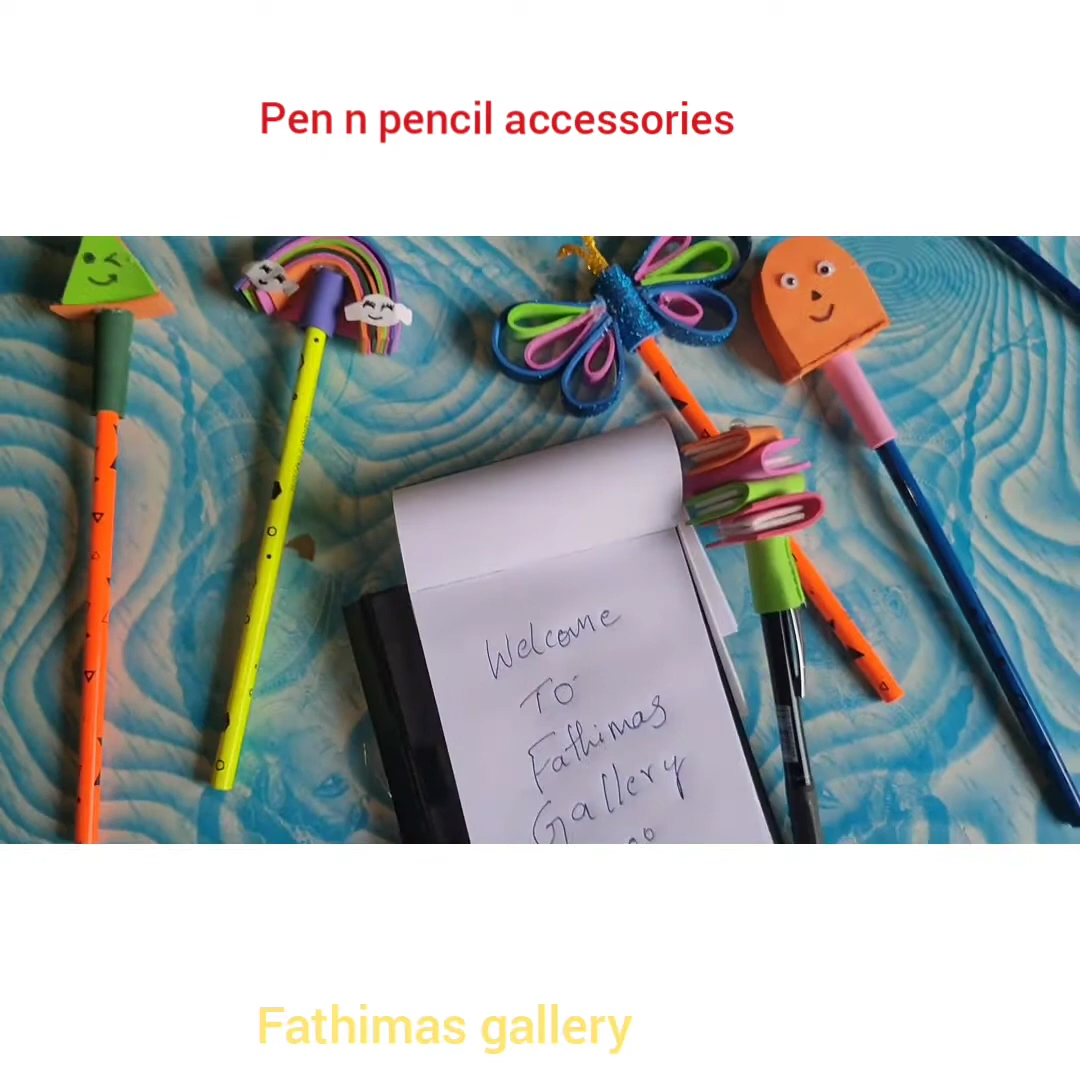 Pen n pencil accessories
Welcome
To
Fathimas
Gallery
Fathimas gallery